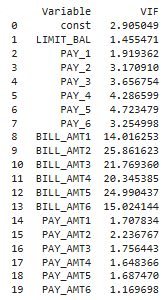 Variable VIF
0 const 2.905049
1 LIMIT_BAL 1.455471
2 PAY_1 1.919362
3 PAY_2 3.170910
4 PAY_3 3.656754
5 PAY_4 4.286599
6 PAY_5 4.723479
7 PAY_6 3.254998
8 BILL_AMT1 14.016253
9 BILL_AMT2 25.861623
10 BILL_AMT3 21.769360
11 BILL_AMT4 20.345385
12 BILL_AMT5 24.990437
13 BILL_AMT6 15.024144
14 PAY_AMT1 1.707834
15 PAY_AMT2 2.236767
16 PAY_AMT3 1.756443
17 PAY_AMT4 1.648366
18 PAY_AMT5 1.687470
19 PAY_AMT6 1.169698